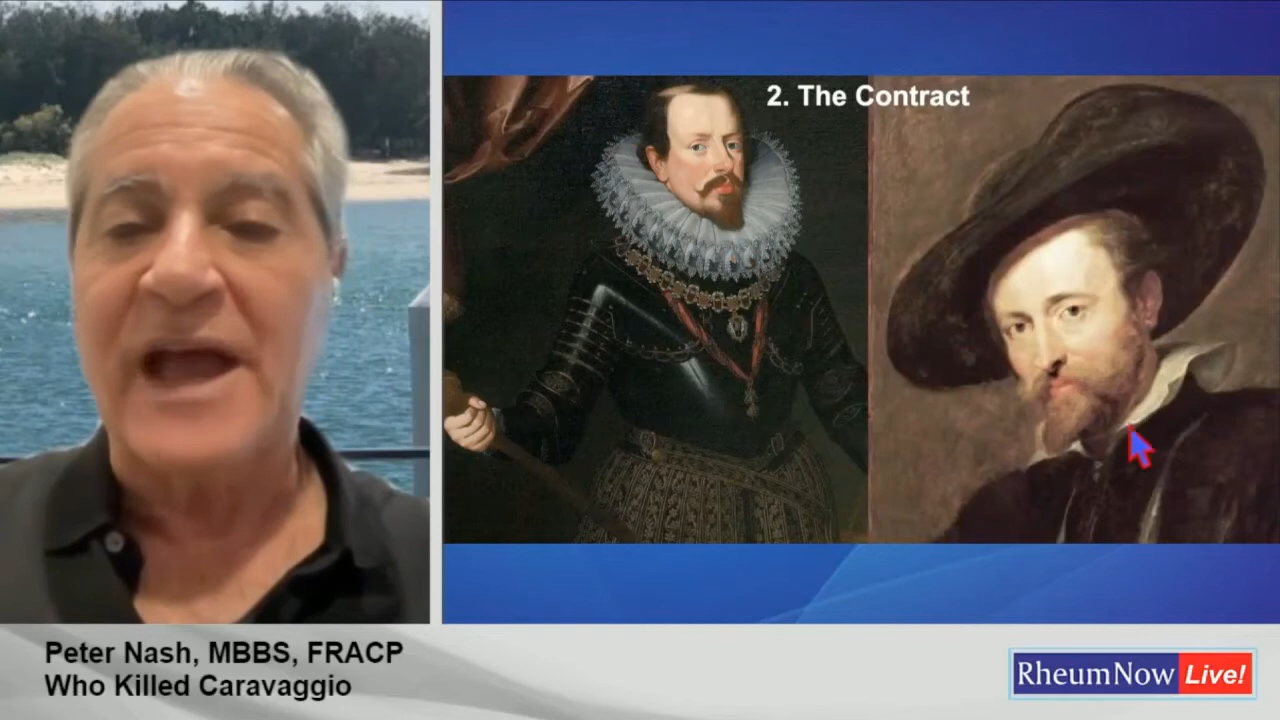 2. The Contract
Peter Nash, MBBS, FRACP
Who Killed Caravaggio
RheumNow Live!